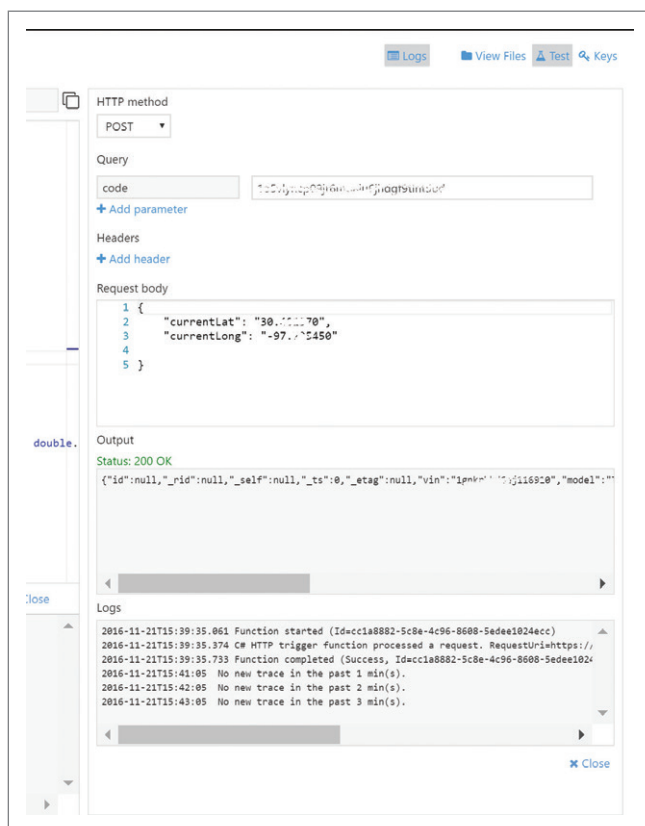 Logs View Files Test Keys
HTTP method
POST
Query
code
+ Add parameter
Headers
+ Add header
Request body
1 {
2 "currentLat": "30.
3 "currentLong": "-97.
4
5 }
double.
Output
Status: 200 OK
{"id":null,"_rid":null,"_self":null,"_ts":0,"_etag":null,"vin":" "model":"
Close
Logs
2016-11-21T15:39:35.061 Function started (Id=cc1a8882-5c8e-4c96-8608-5edee1024ecc)
2016-11-21T15:39:35.374 C# HTTP trigger function processed a request. RequestUri=https:/
2016-11-21T15:39:35.733 Function completed (Success, Id=cc1a8882-5c8e-4c96-8608-5edee1024
2016-11-21T15:41:05 No new trace in the past 1 min(s).
2016-11-21T15:42:05 No new trace in the past 2 min(s).
2016-11-21T15:43:05 No new trace in the past 3 min(s).
Close